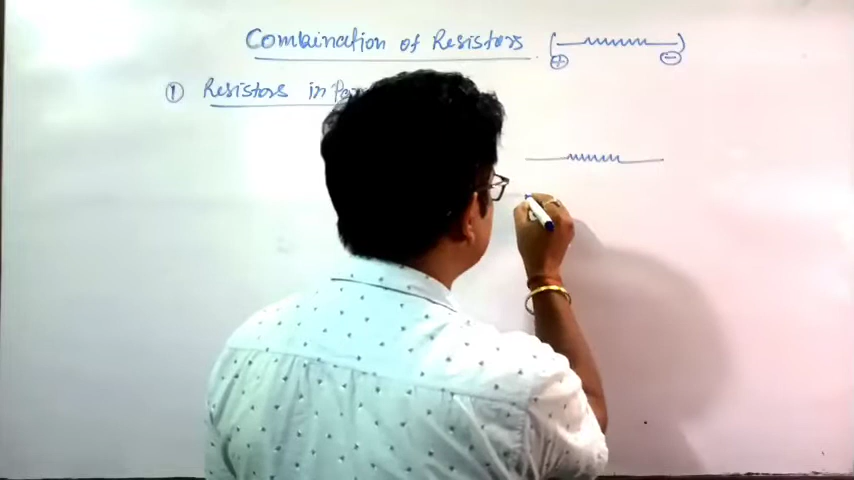 Combination of Resistors
+ −
① Resistors in